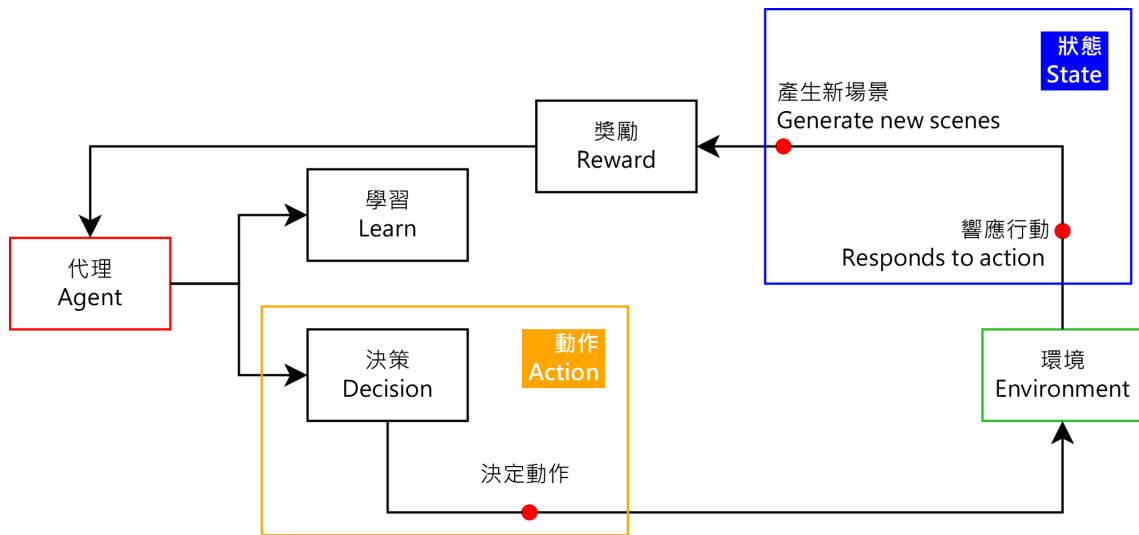 狀態
State
產生新場景
Generate new scenes
獎勵
Reward
學習
Learn
響應行動
Responds to action
代理
Agent
動作
Action
決策
Decision
環境
Environment
決定動作